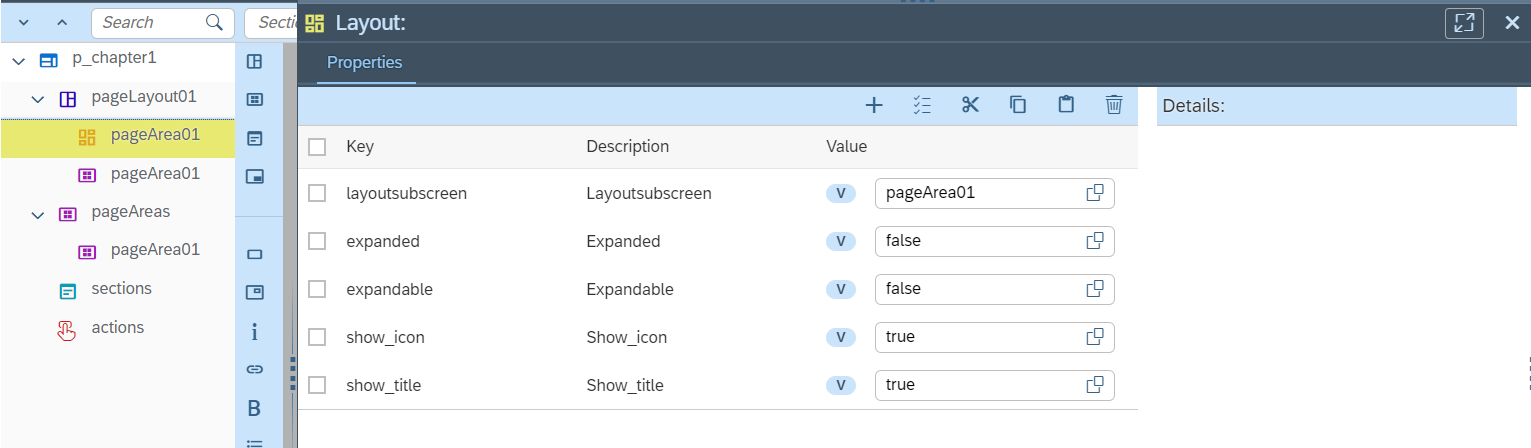 Search
Secti
Layout:
Properties
p_chapter1
pageLayout01
pageArea01
pageArea01
pageAreas
pageArea01
sections
actions
i
B
Details:
Key Description Value
layoutsubscreen Layoutsubscreen V pageArea01
expanded Expanded V false
expandable Expandable V false
show_icon Show_icon V true
show_title Show_title V true